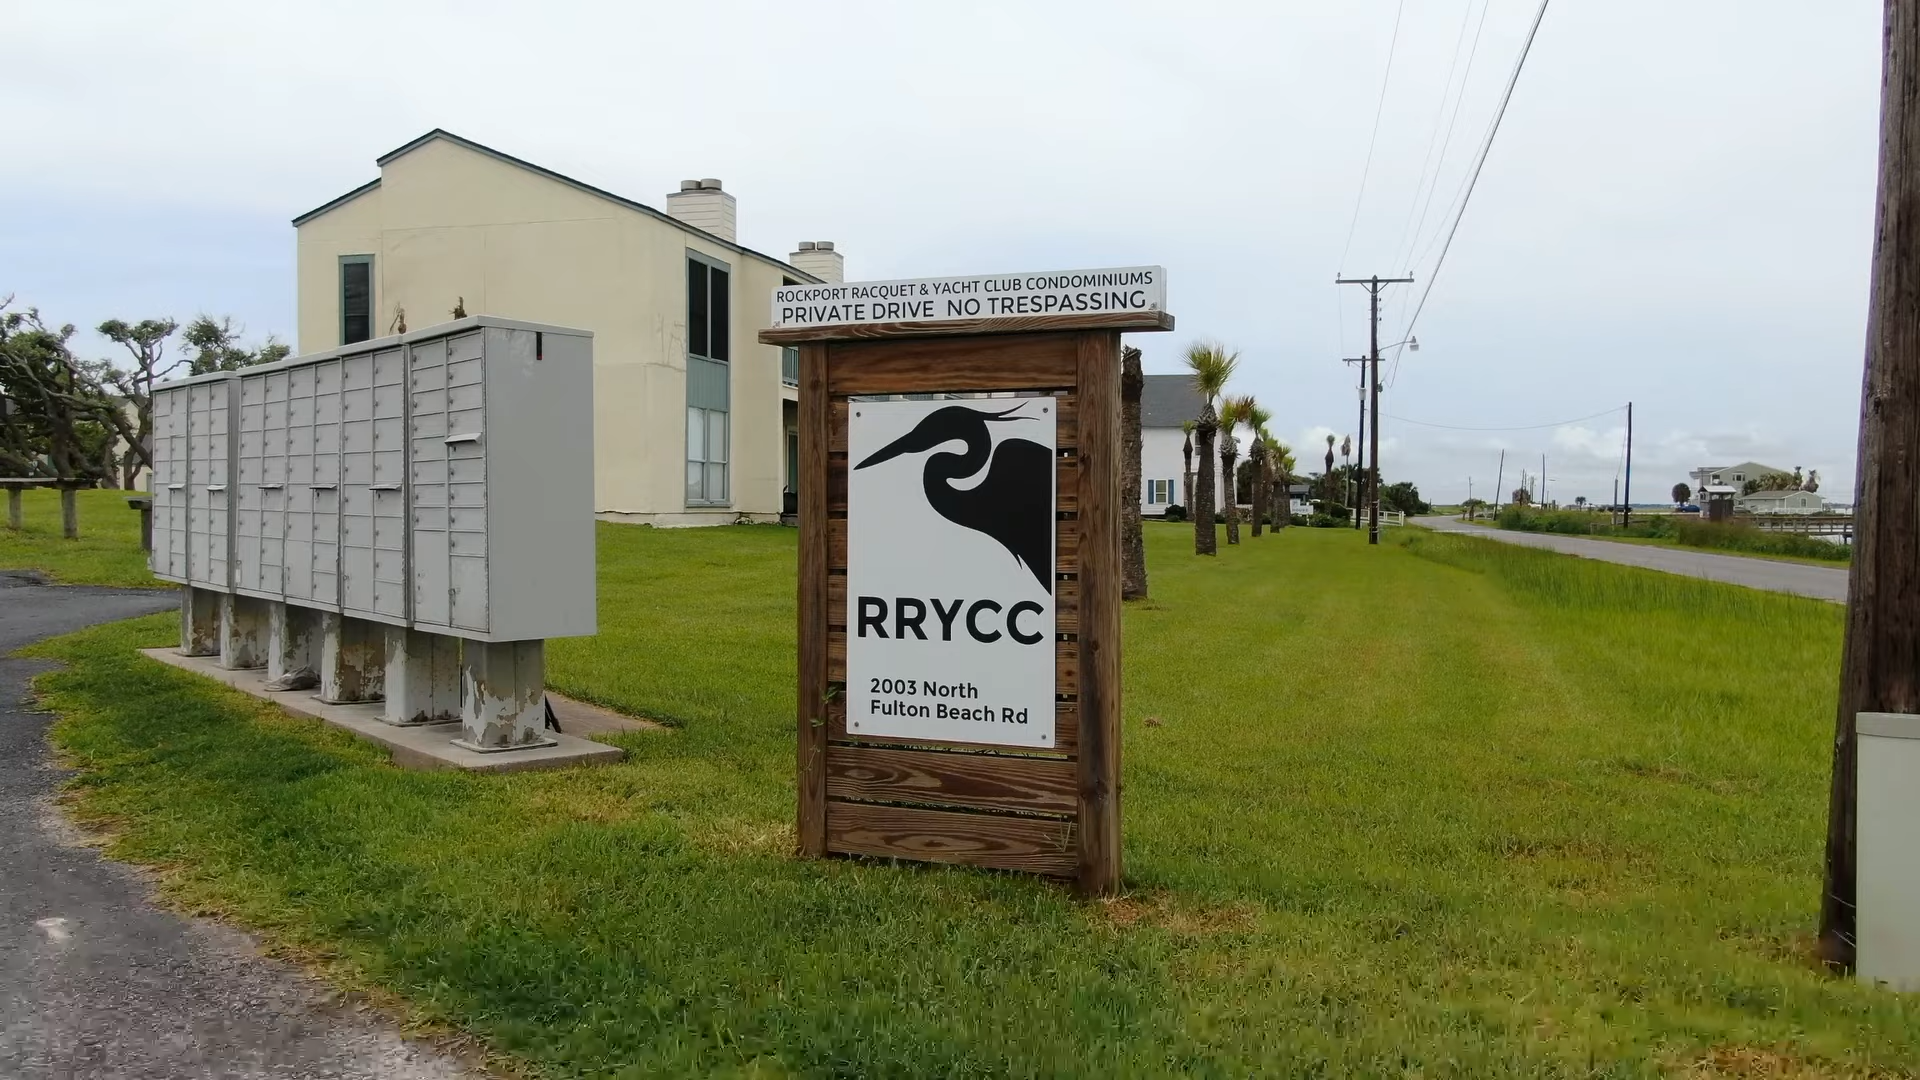 ROCKPORT RACQUET & YACHT CLUB CONDOMINIUMS
PRIVATE DRIVE NO TRESPASSING
RRYCC
2003 North
Fulton Beach Rd